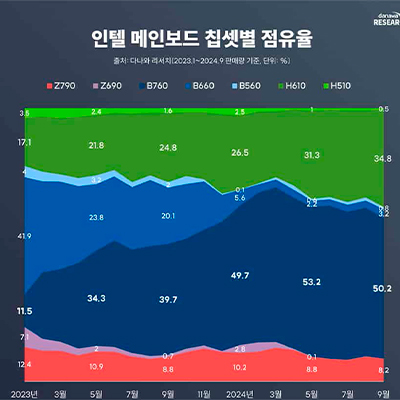 danawa
RESEARCH
인텔 메인보드 칩셋별 점유율
출처: 다나와 리서치(2023.1~2024.9 판매량 기준, 단위: %)
Z790 Z690 B760 B660 B560 H610 H510
3.5 2.4 1.6 2.5 1 0.5
17.1 21.8 24.8 26.5 31.3 34.8
4 3.2 2 0.1 0.4 0.8
41.9 23.8 20.1 5.6 2.2 3.2
11.5 34.3 39.7 49.7 53.2 50.2
7.1 2 0.7 2.8 0.1
12.4 10.9 8.8 10.2 8.8 8.2
2023년 3월 5월 7월 9월 11월 2024년 3월 5월 7월 9월